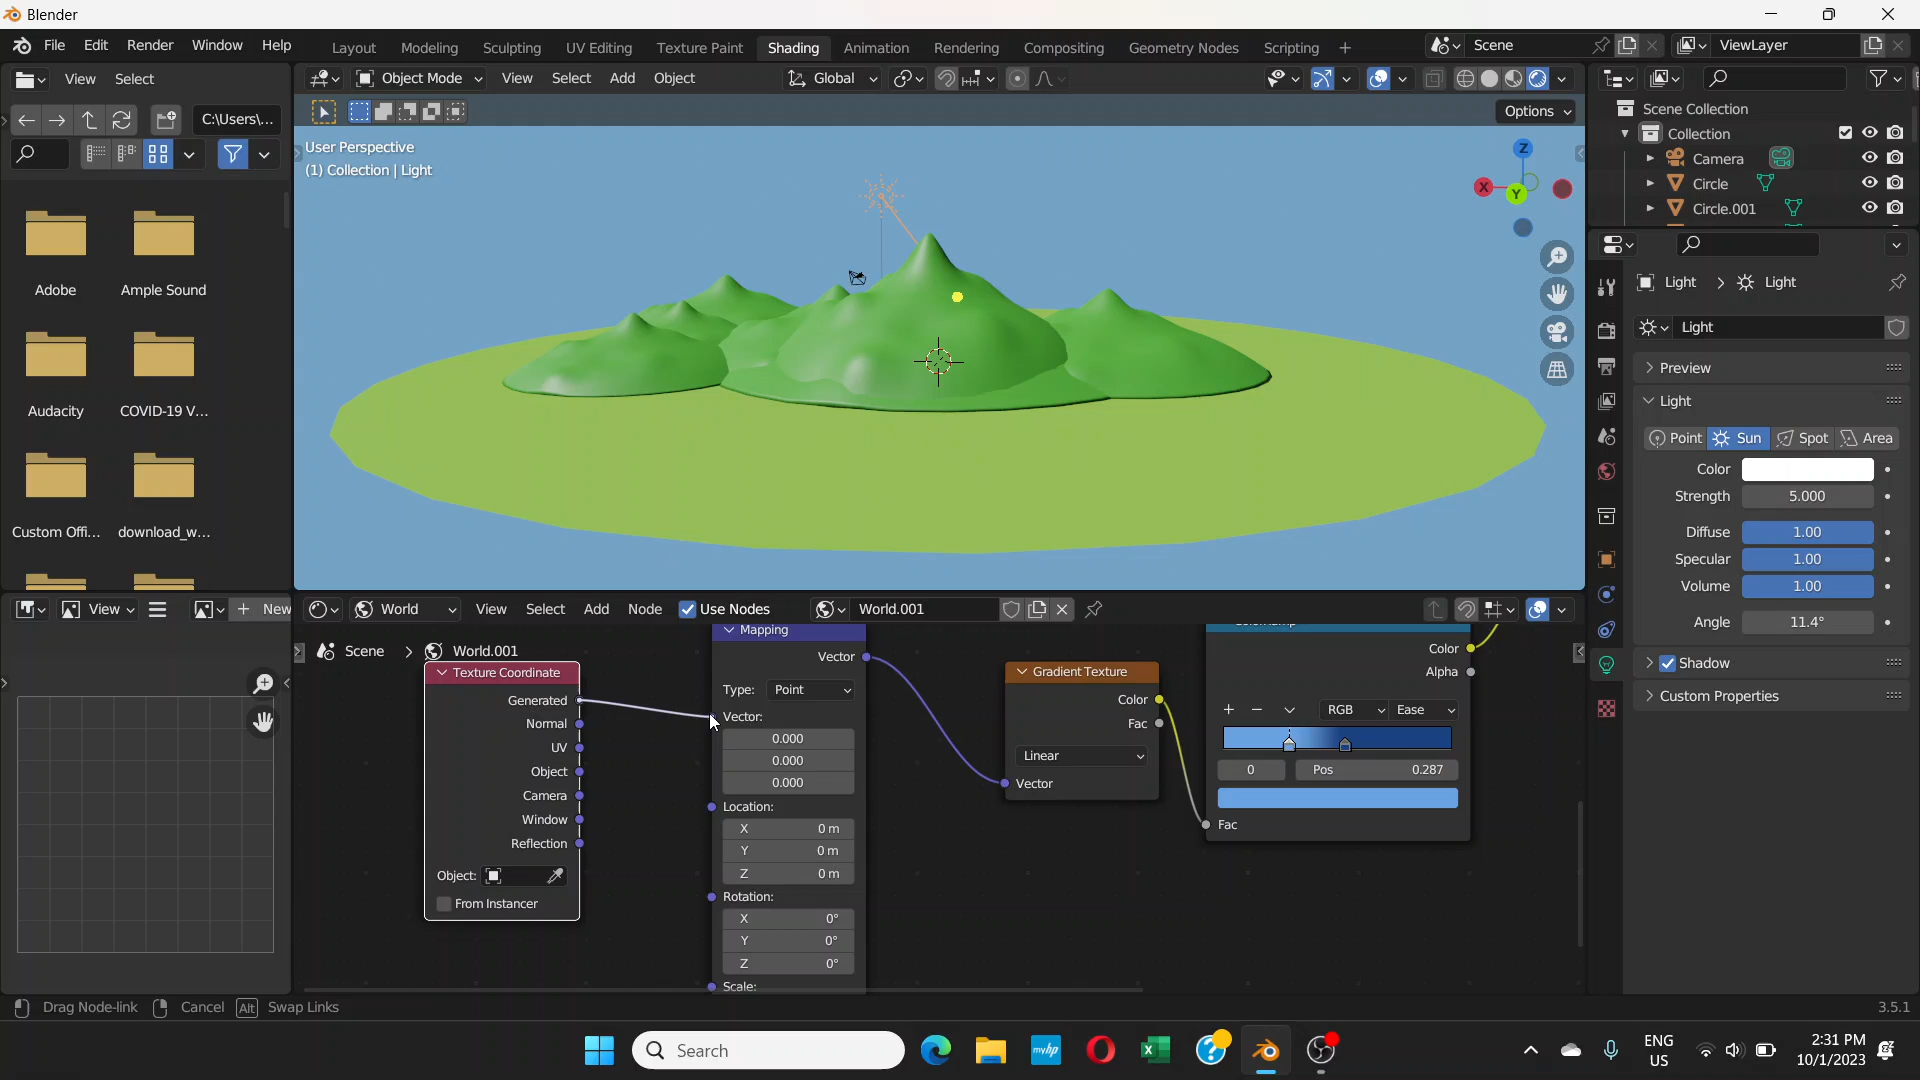 Blender
File Edit Render Window Help
Layout Modeling Sculpting UV Editing Texture Paint Shading Animation Rendering Compositing Geometry Nodes Scripting +
Scene
ViewLayer
View Select
Object Mode View Select Add Object
Global
C:\Users\...
Options
User Perspective
(1) Collection | Light
Z
X
Y
Adobe
Ample Sound
Audacity
COVID-19 V...
Custom Offi...
download_w...
Scene Collection
Collection
Camera
Circle
Circle.001
Light > Light
Light
Preview
Light
Point Sun Spot Area
Color
Strength 5.000
Diffuse 1.00
Specular 1.00
Volume 1.00
Angle 11.4°
Shadow
Custom Properties
View
New
World View Select Add Node Use Nodes
World.001
Scene > World.001
Texture Coordinate
Generated
Normal
UV
Object
Camera
Window
Reflection
Object:
From Instancer
Mapping
Vector
Type: Point
Vector:
0.000
0.000
0.000
Location:
X 0 m
Y 0 m
Z 0 m
Rotation:
X 0°
Y 0°
Z 0°
Scale:
Gradient Texture
Color
Fac
Linear
Vector
Color
Alpha
RGB Ease
0 Pos 0.287
Fac
Drag Node-link Cancel Alt Swap Links
3.5.1
Search
myhp
ENG
US
2:31 PM
10/1/2023